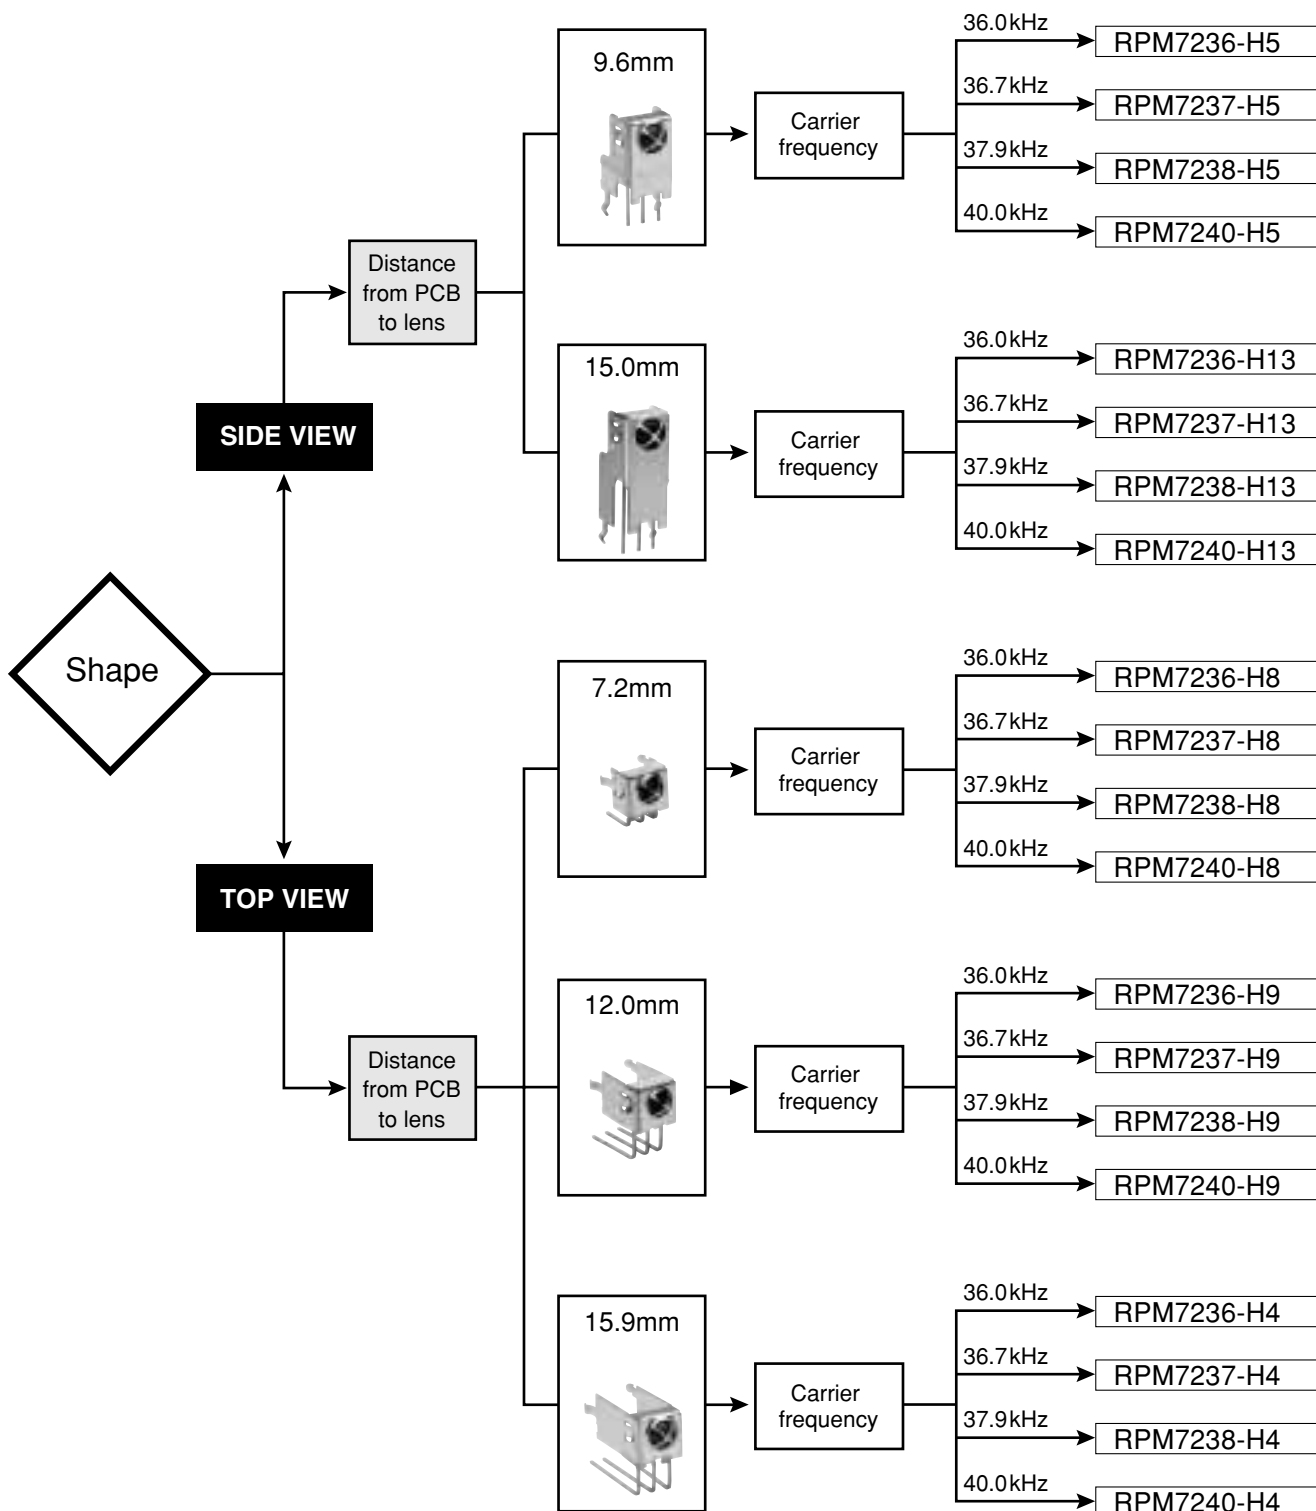 36.0kHz
RPM7236-H5
9.6mm
36.7kHz
RPM7237-H5
Carrier
frequency
37.9kHz
RPM7238-H5
40.0kHz
RPM7240-H5
Distance
from PCB
to lens
36.0kHz
RPM7236-H13
15.0mm
36.7kHz
RPM7237-H13
SIDE VIEW
Carrier
frequency
37.9kHz
RPM7238-H13
40.0kHz
RPM7240-H13
Shape
36.0kHz
RPM7236-H8
7.2mm
36.7kHz
RPM7237-H8
Carrier
frequency
37.9kHz
RPM7238-H8
40.0kHz
RPM7240-H8
TOP VIEW
36.0kHz
RPM7236-H9
12.0mm
36.7kHz
RPM7237-H9
Distance
from PCB
to lens
Carrier
frequency
37.9kHz
RPM7238-H9
40.0kHz
RPM7240-H9
36.0kHz
RPM7236-H4
15.9mm
36.7kHz
RPM7237-H4
Carrier
frequency
37.9kHz
RPM7238-H4
40.0kHz
RPM7240-H4